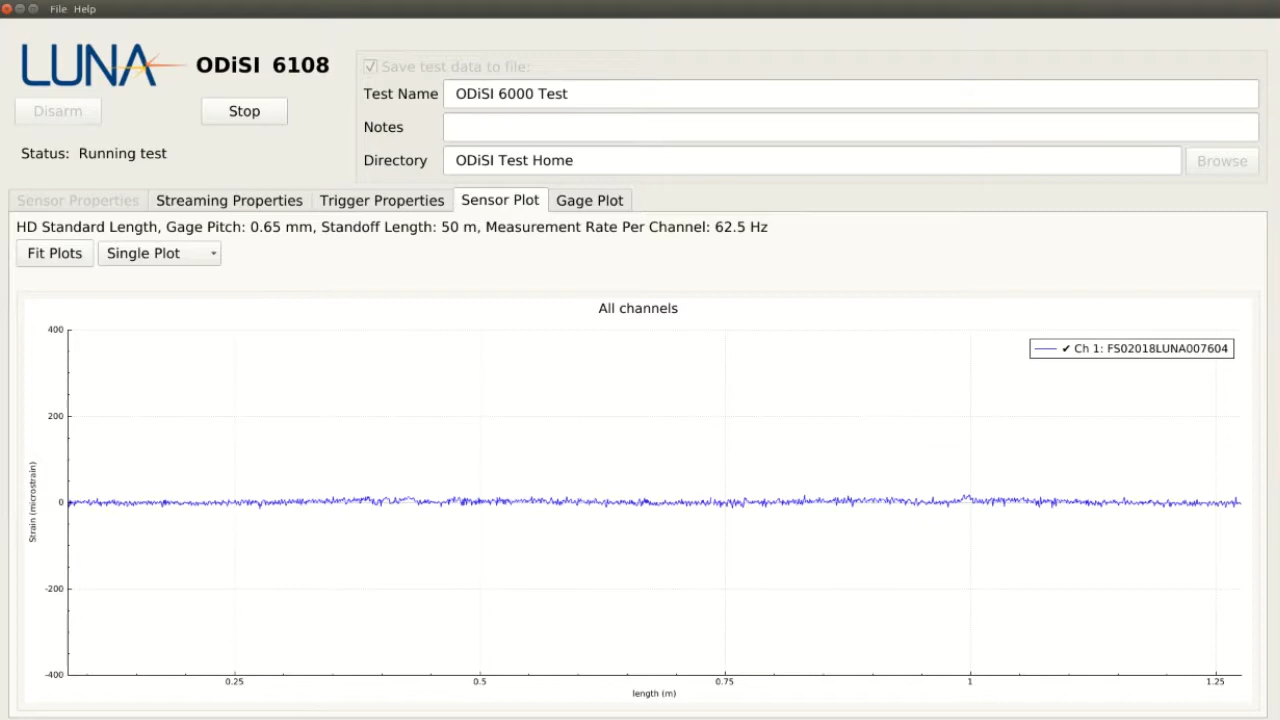 File Help
LUNA ODiSI 6108
Save test data to file:
Test Name ODiSI 6000 Test
Disarm Stop
Notes
Status: Running test
Directory ODiSI Test Home Browse
Sensor Properties Streaming Properties Trigger Properties Sensor Plot Gage Plot
HD Standard Length, Gage Pitch: 0.65 mm, Standoff Length: 50 m, Measurement Rate Per Channel: 62.5 Hz
Fit Plots Single Plot
All channels
✔ Ch 1: FS02018LUNA007604
400
200
0
-200
-400
Strain (microstrain)
0.25 0.5 0.75 1 1.25
length (m)